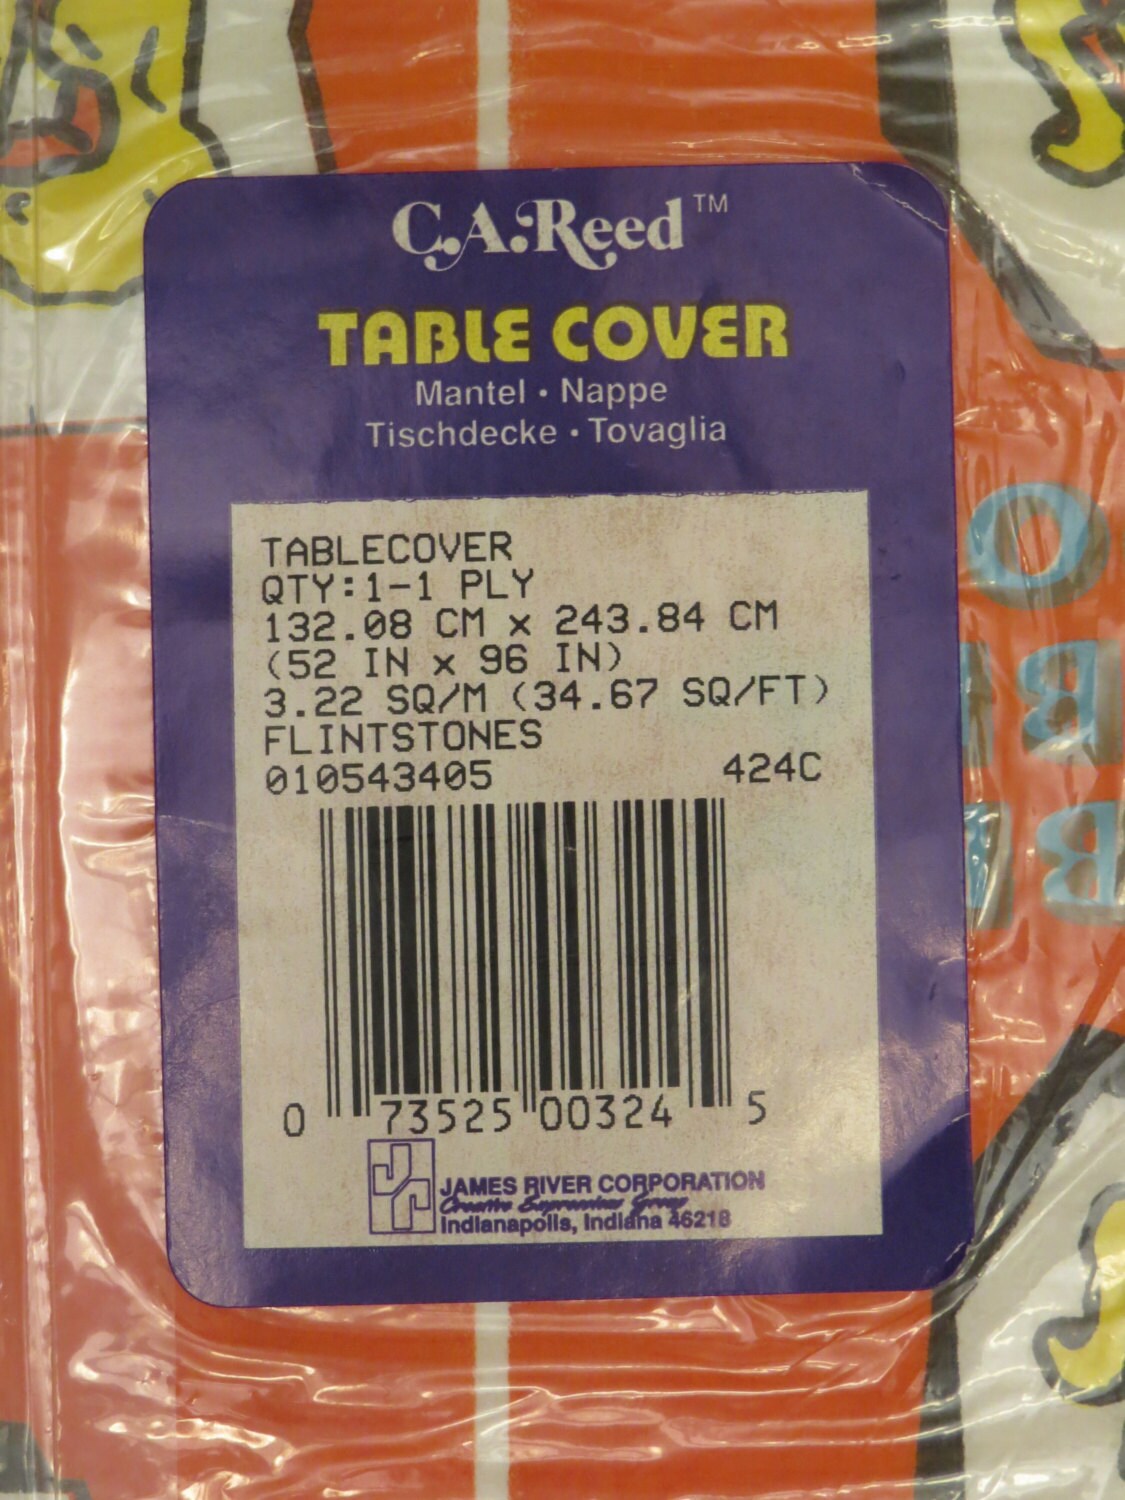 C.A. Reed™
TABLE COVER
Mantel • Nappe
Tischdecke • Tovaglia
TABLECOVER
QTY:1-1 PLY
132.08 CM x 243.84 CM
(52 IN x 96 IN)
3.22 SQ/M (34.67 SQ/FT)
FLINTSTONES
010543405 424C
0 73525 00324 5
JAMES RIVER CORPORATION
Creative Expressions Group
Indianapolis, Indiana 46218